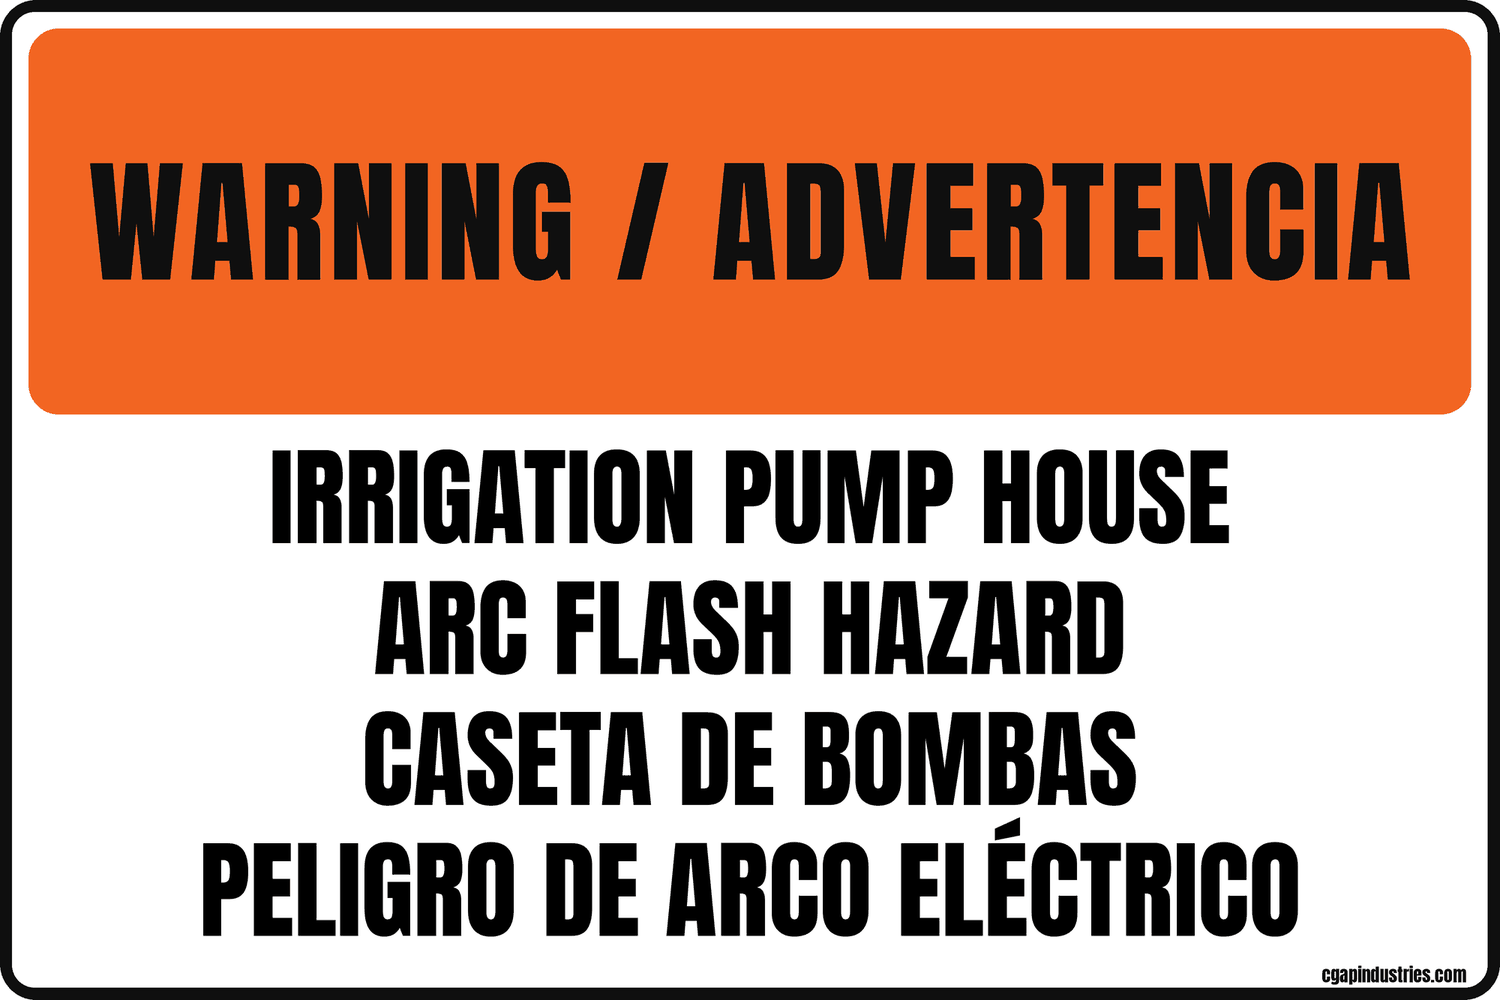 WARNING / ADVERTENCIA
IRRIGATION PUMP HOUSE
ARC FLASH HAZARD
CASETA DE BOMBAS
PELIGRO DE ARCO ELÉCTRICO
cgapindustries.com